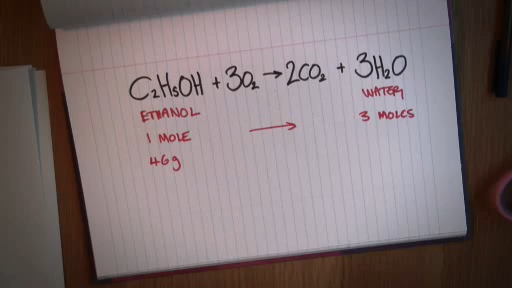 C₂H₅OH + 3O₂ → 2CO₂ + 3H₂O
ETHANOL WATER
1 MOLE → 3 MOLES
46g